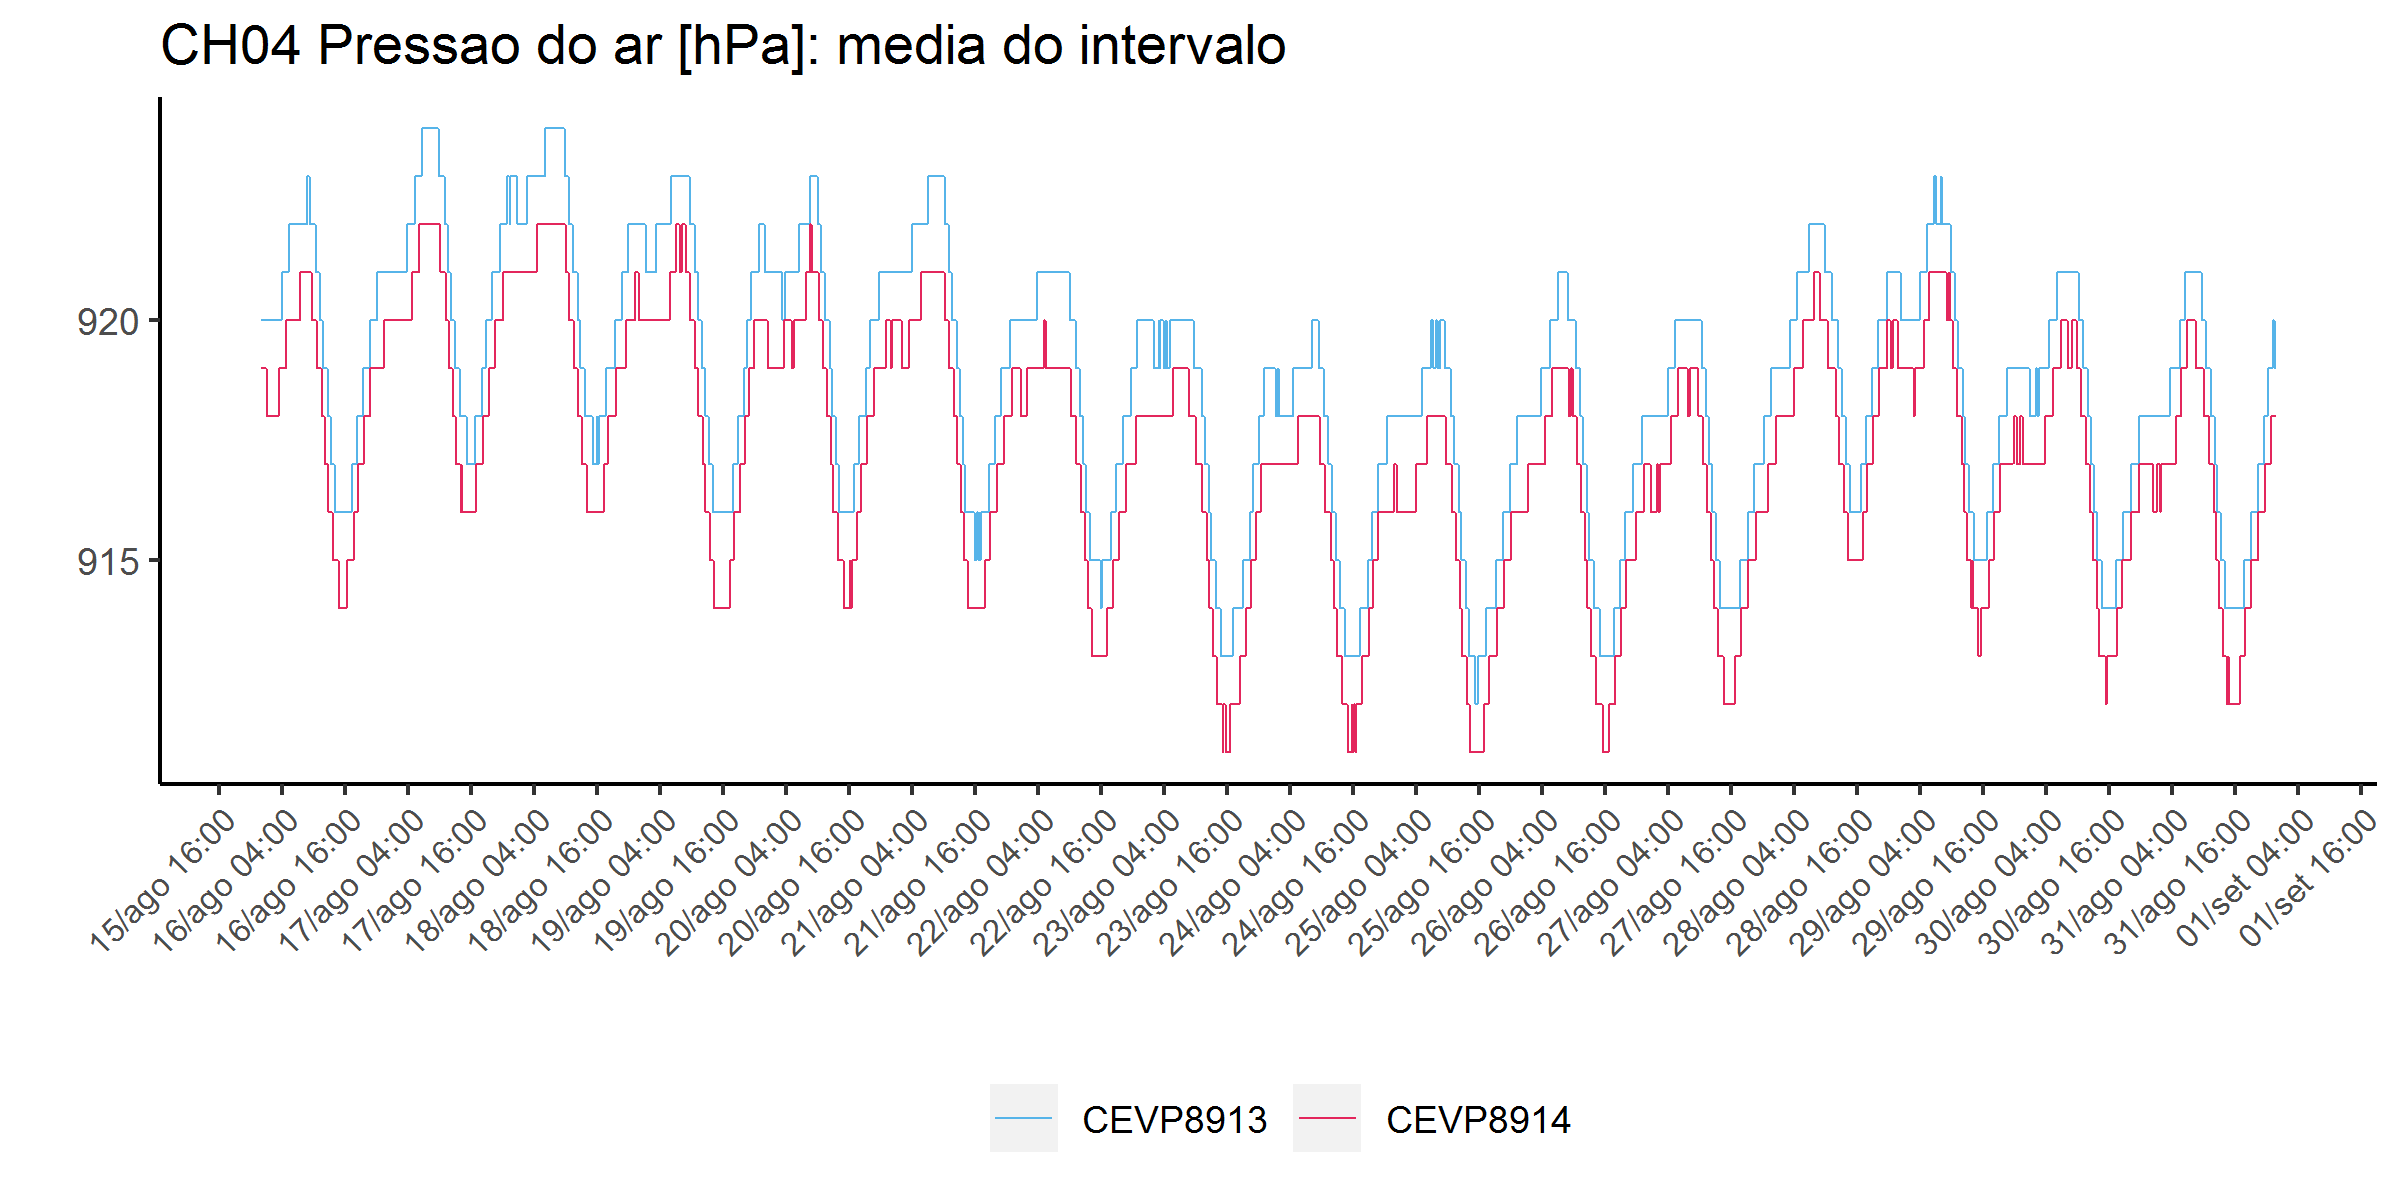 CH04 Pressao do ar [hPa]: media do intervalo
920
915
15/ago 16:00
16/ago 04:00
16/ago 16:00
17/ago 04:00
17/ago 16:00
18/ago 04:00
18/ago 16:00
19/ago 04:00
19/ago 16:00
20/ago 04:00
20/ago 16:00
21/ago 04:00
21/ago 16:00
22/ago 04:00
22/ago 16:00
23/ago 04:00
23/ago 16:00
24/ago 04:00
24/ago 16:00
25/ago 04:00
25/ago 16:00
26/ago 04:00
26/ago 16:00
27/ago 04:00
27/ago 16:00
28/ago 04:00
28/ago 16:00
29/ago 04:00
29/ago 16:00
30/ago 04:00
30/ago 16:00
31/ago 04:00
31/ago 16:00
01/set 04:00
01/set 16:00
CEVP8913
CEVP8914